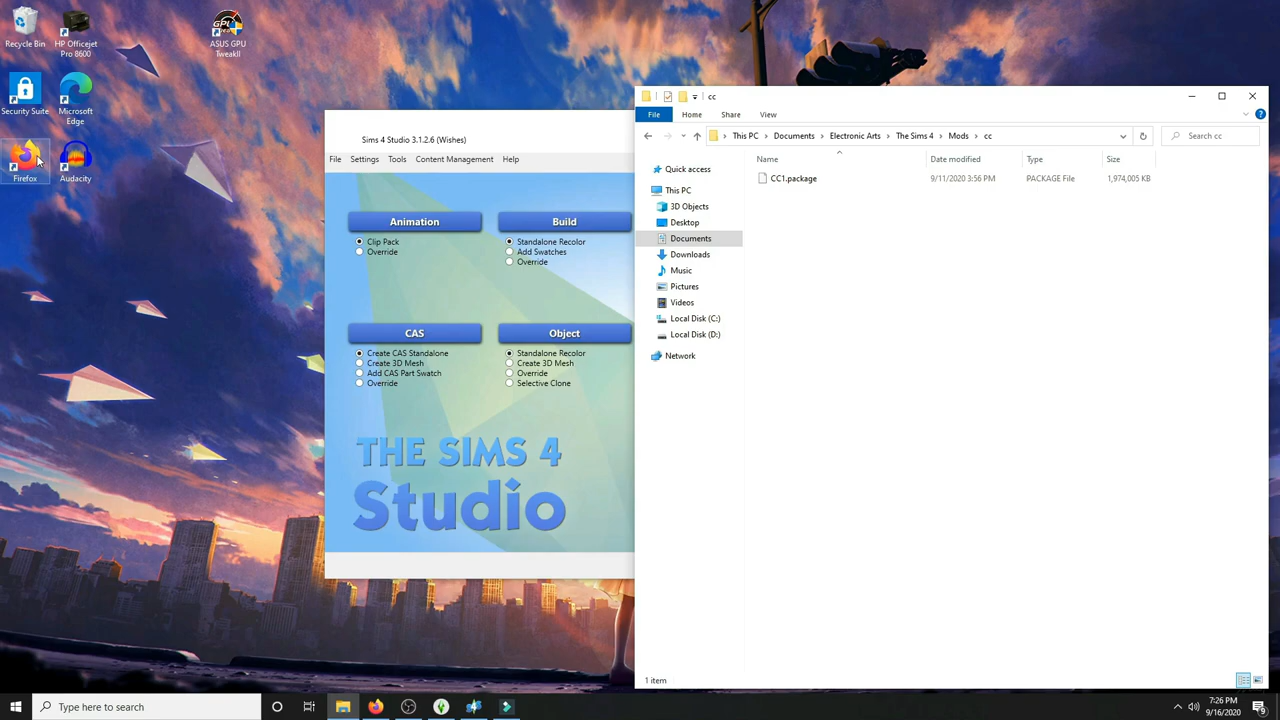 Recycle Bin
HP Officejet
Pro 8600
ASUS GPU
TweakII
Security Suite
Microsoft
Edge
Firefox
Audacity
Sims 4 Studio 3.1.2.6 (Wishes)
File Settings Tools Content Management Help
Animation
Clip Pack
Override
Build
Standalone Recolor
Add Swatches
Override
CAS
Create CAS Standalone
Create 3D Mesh
Add CAS Part Swatch
Override
Object
Standalone Recolor
Create 3D Mesh
Override
Selective Clone
THE SIMS 4
Studio
cc
File Home Share View
This PC Documents Electronic Arts The Sims 4 Mods cc
Search cc
Name Date modified Type Size
CC1.package 9/11/2020 3:56 PM PACKAGE File 1,974,005 KB
Quick access
This PC
3D Objects
Desktop
Documents
Downloads
Music
Pictures
Videos
Local Disk (C:)
Local Disk (D:)
Network
1 item
Type here to search
7:26 PM
9/16/2020